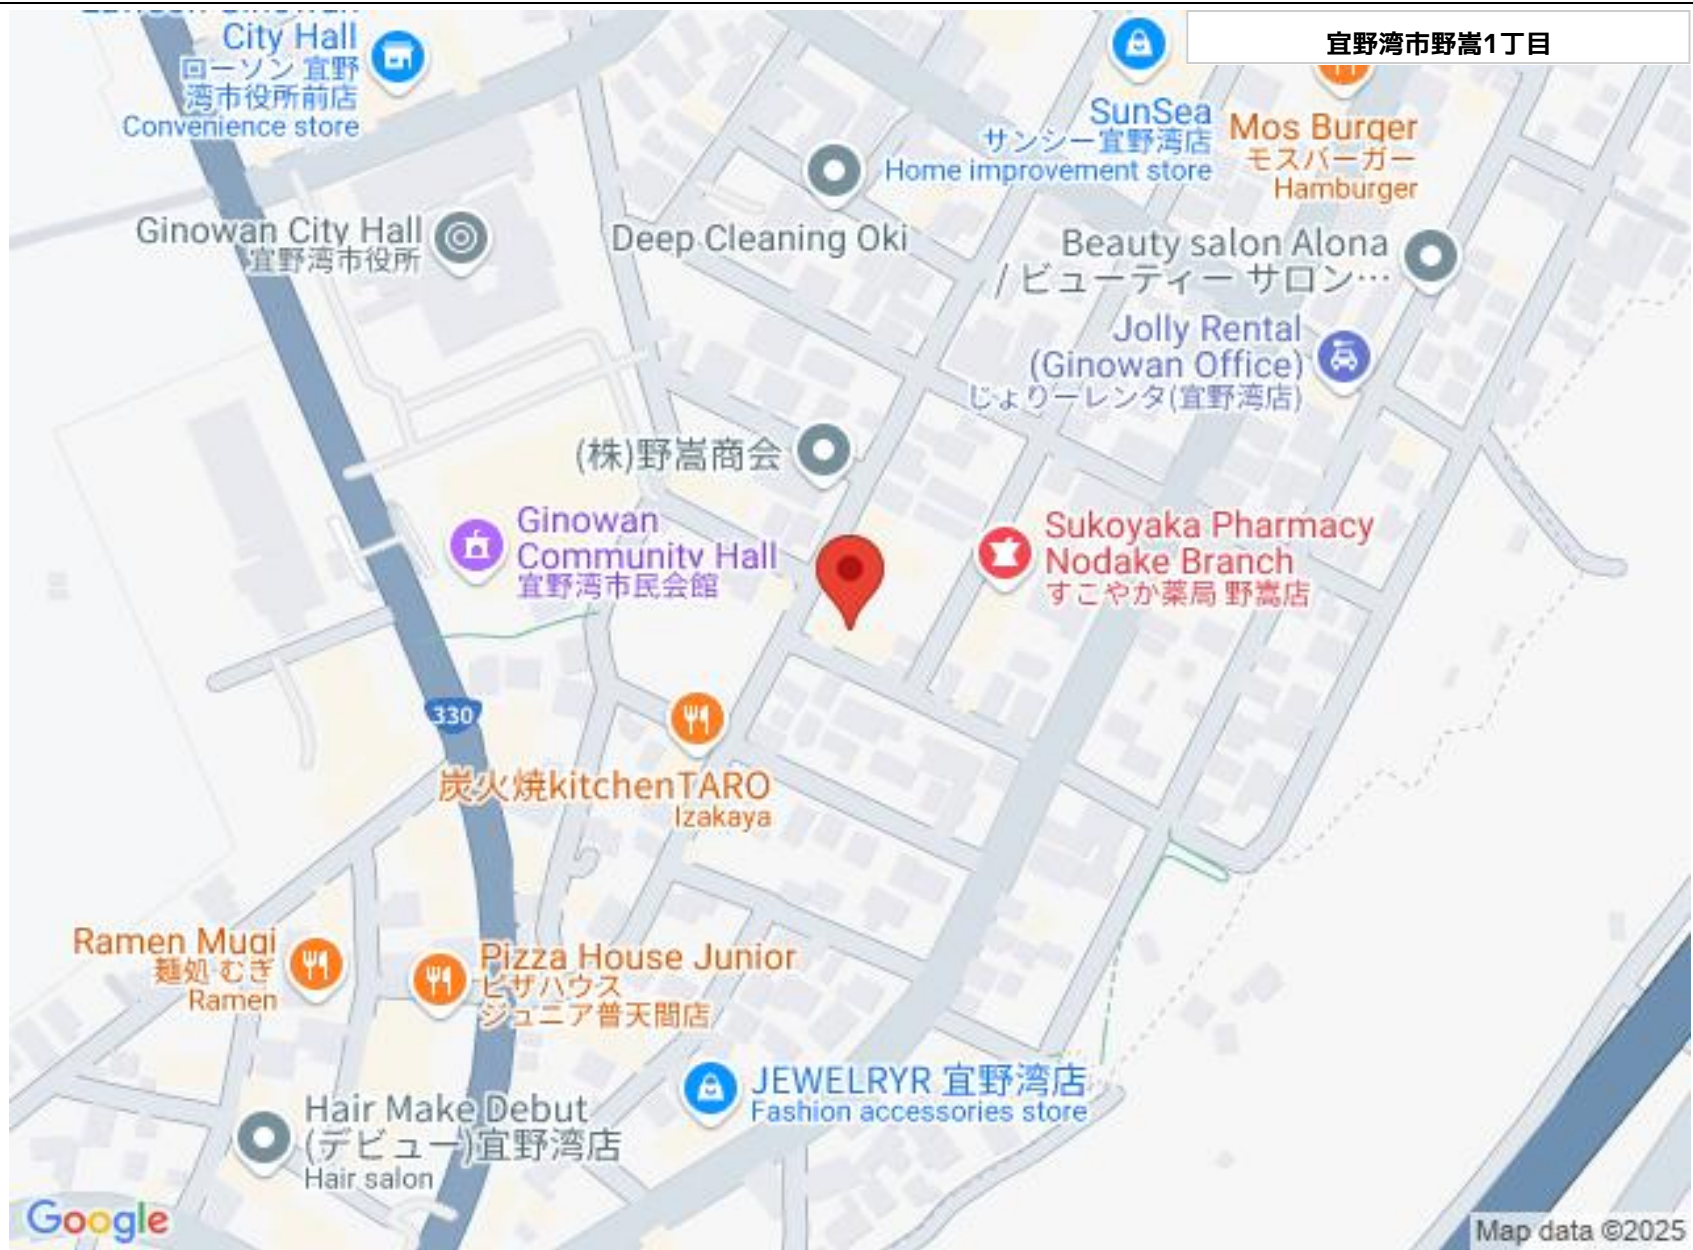 宜野湾市野嵩1丁目
City Hall
ローソン 宜野
湾市役所前店
Convenience store
SunSea
サンシー宜野湾店
Home improvement store
Mos Burger
モスバーガー
Hamburger
Ginowan City Hall
宜野湾市役所
Deep Cleaning Oki
Beauty salon Alona
/ ビューティー サロン…
Jolly Rental
(Ginowan Office)
じょりーレンタ(宜野湾店)
(株)野嵩商会
Ginowan
Community Hall
宜野湾市民会館
Sukoyaka Pharmacy
Nodake Branch
すこやか薬局 野嵩店
330
炭火焼kitchenTARO
Izakaya
Ramen Mugi
麺処 むぎ
Ramen
Pizza House Junior
ピザハウス
ジュニア普天間店
JEWELRYR 宜野湾店
Fashion accessories store
Hair Make Debut
(デビュー)宜野湾店
Hair salon
Google
Map data ©2025